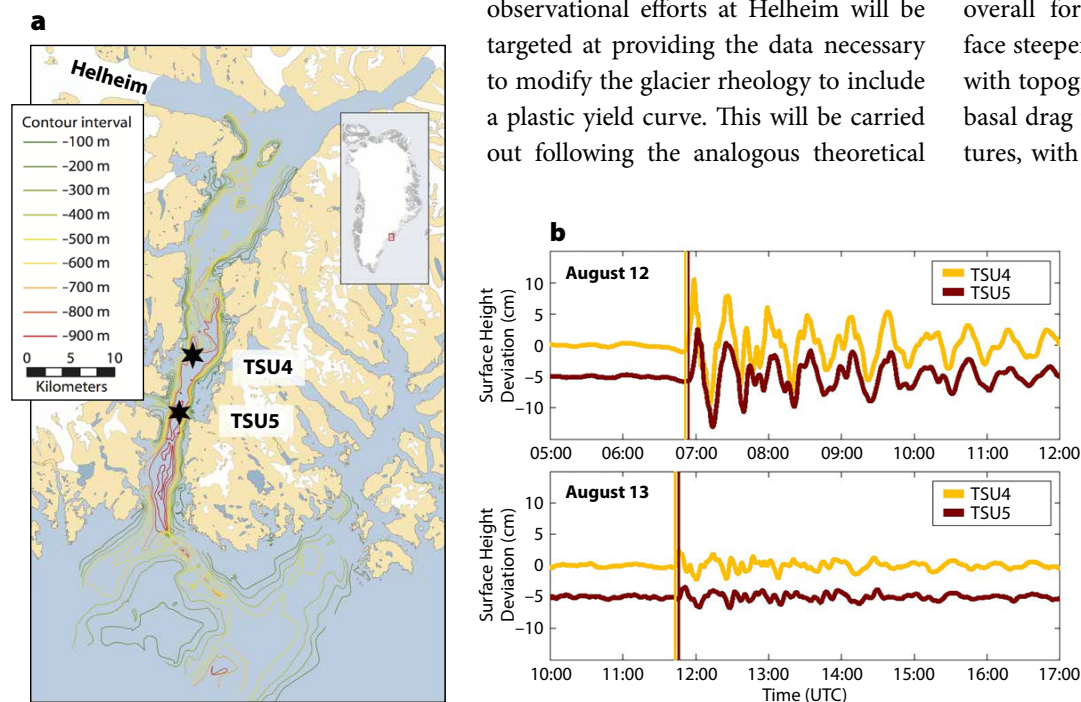 observational efforts at Helheim will be
targeted at providing the data necessary
to modify the glacier rheology to include
a plastic yield curve. This will be carried
out following the analogous theoretical
overall for
face steeper
with topog
basal drag
tures, with
a
Helheim
Contour interval
–100 m
–200 m
–300 m
–400 m
–500 m
–600 m
–700 m
–800 m
–900 m
0 5 10
Kilometers
TSU4
TSU5
b
August 12
TSU4
TSU5
Surface Height
Deviation (cm)
10
5
0
−5
−10
05:00 06:00 07:00 08:00 09:00 10:00 11:00 12:00
August 13
TSU4
TSU5
Surface Height
Deviation (cm)
10
5
0
−5
−10
10:00 11:00 12:00 13:00 14:00 15:00 16:00 17:00
Time (UTC)